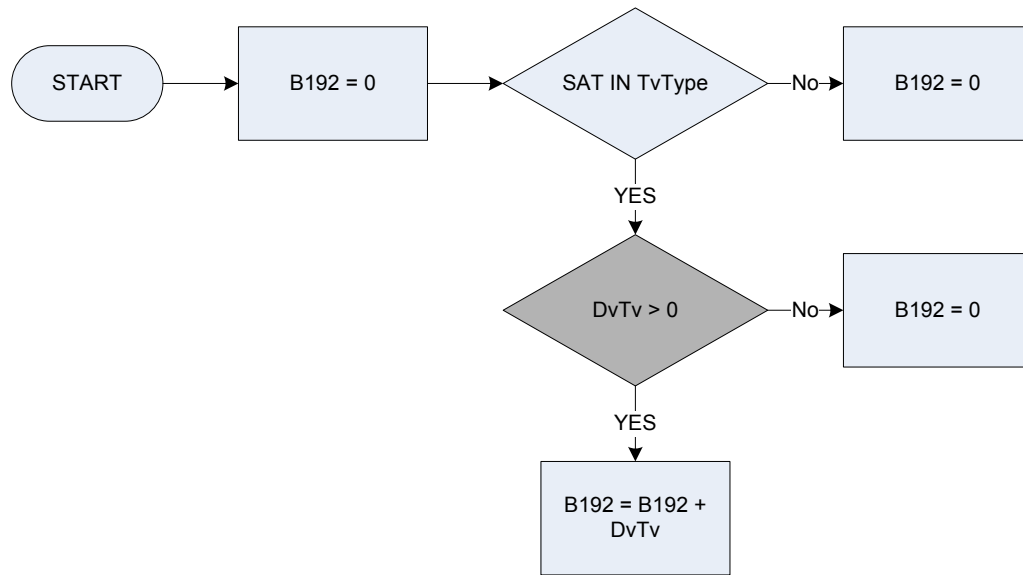 START
B192 = 0
SAT IN TvType
No
B192 = 0
YES
DvTv > 0
No
B192 = 0
YES
B192 = B192 +
DvTv